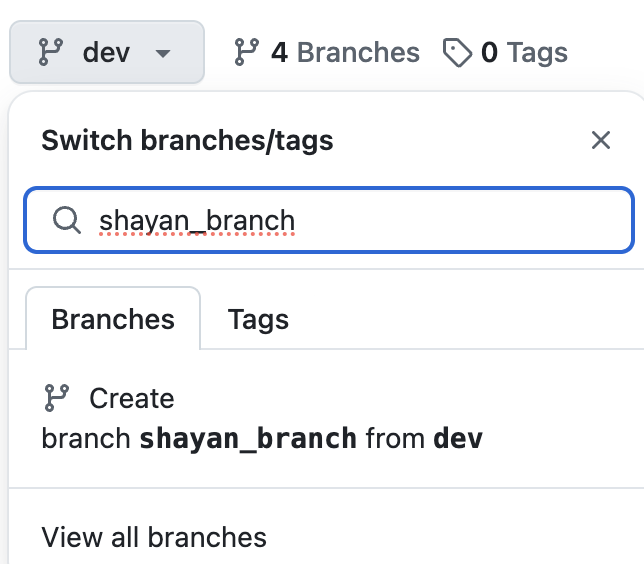 dev 4 Branches 0 Tags
Switch branches/tags
shayan_branch
Branches Tags
Create
branch shayan_branch from dev
View all branches